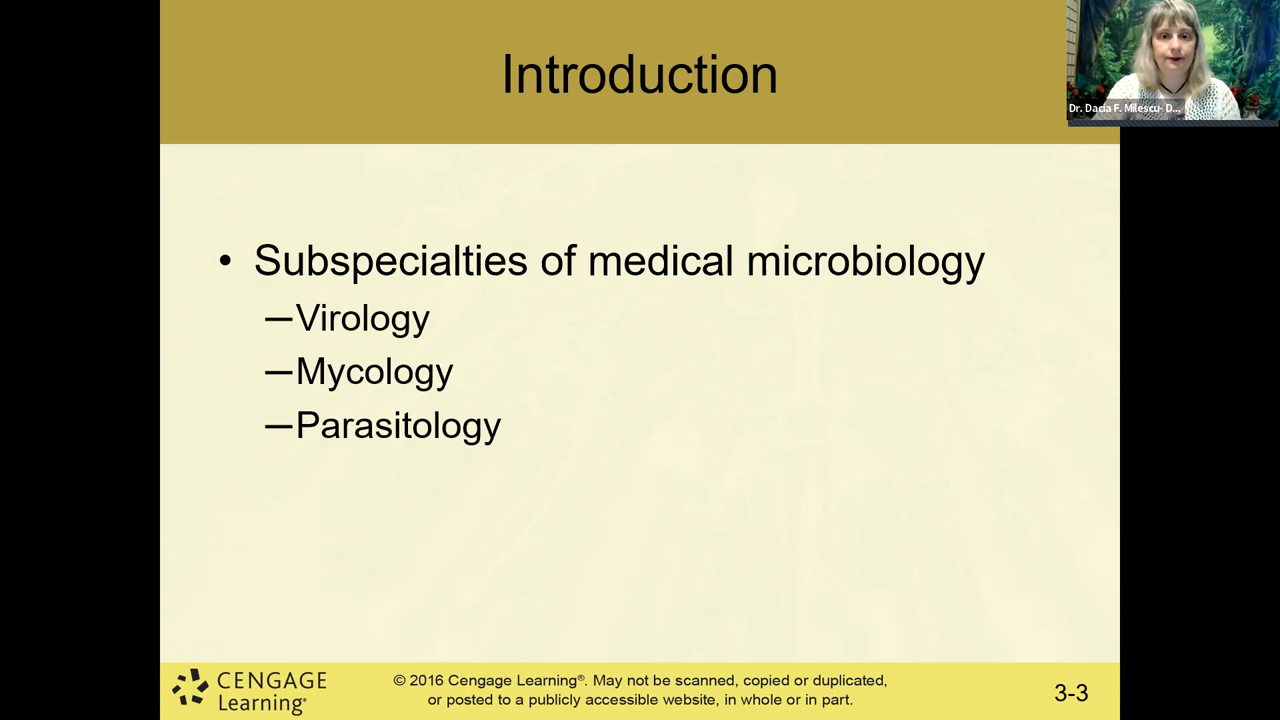 Introduction
Dr. Dacia F. Milescu- D...
• Subspecialties of medical microbiology
—Virology
—Mycology
—Parasitology
CENGAGE
Learning®
© 2016 Cengage Learning®. May not be scanned, copied or duplicated,
or posted to a publicly accessible website, in whole or in part.
3-3